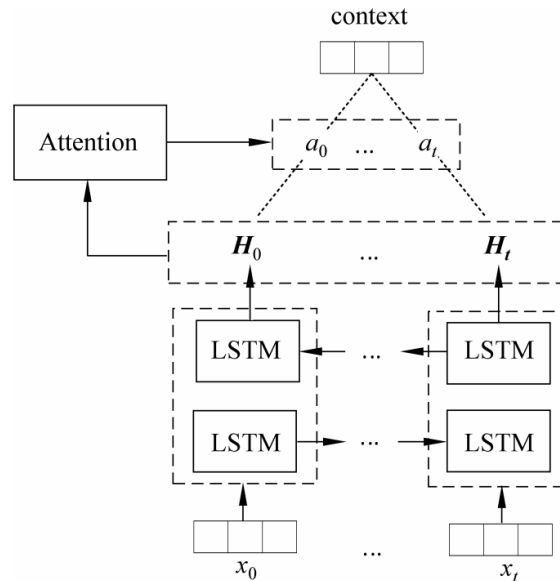 context
Attention
a0 ... at
H0 ... Ht
LSTM ... LSTM
LSTM ... LSTM
x0 ... xt